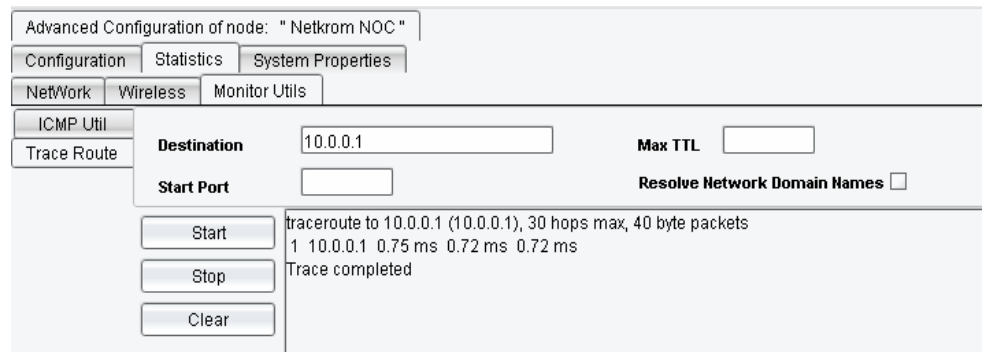 Advanced Configuration of node: " Netkrom NOC "
Configuration Statistics System Properties
NetWork Wireless Monitor Utils
ICMP Util
Trace Route
Destination 10.0.0.1 Max TTL
Start Port Resolve Network Domain Names
Start
Stop
Clear
traceroute to 10.0.0.1 (10.0.0.1), 30 hops max, 40 byte packets
1 10.0.0.1 0.75 ms 0.72 ms 0.72 ms
Trace completed